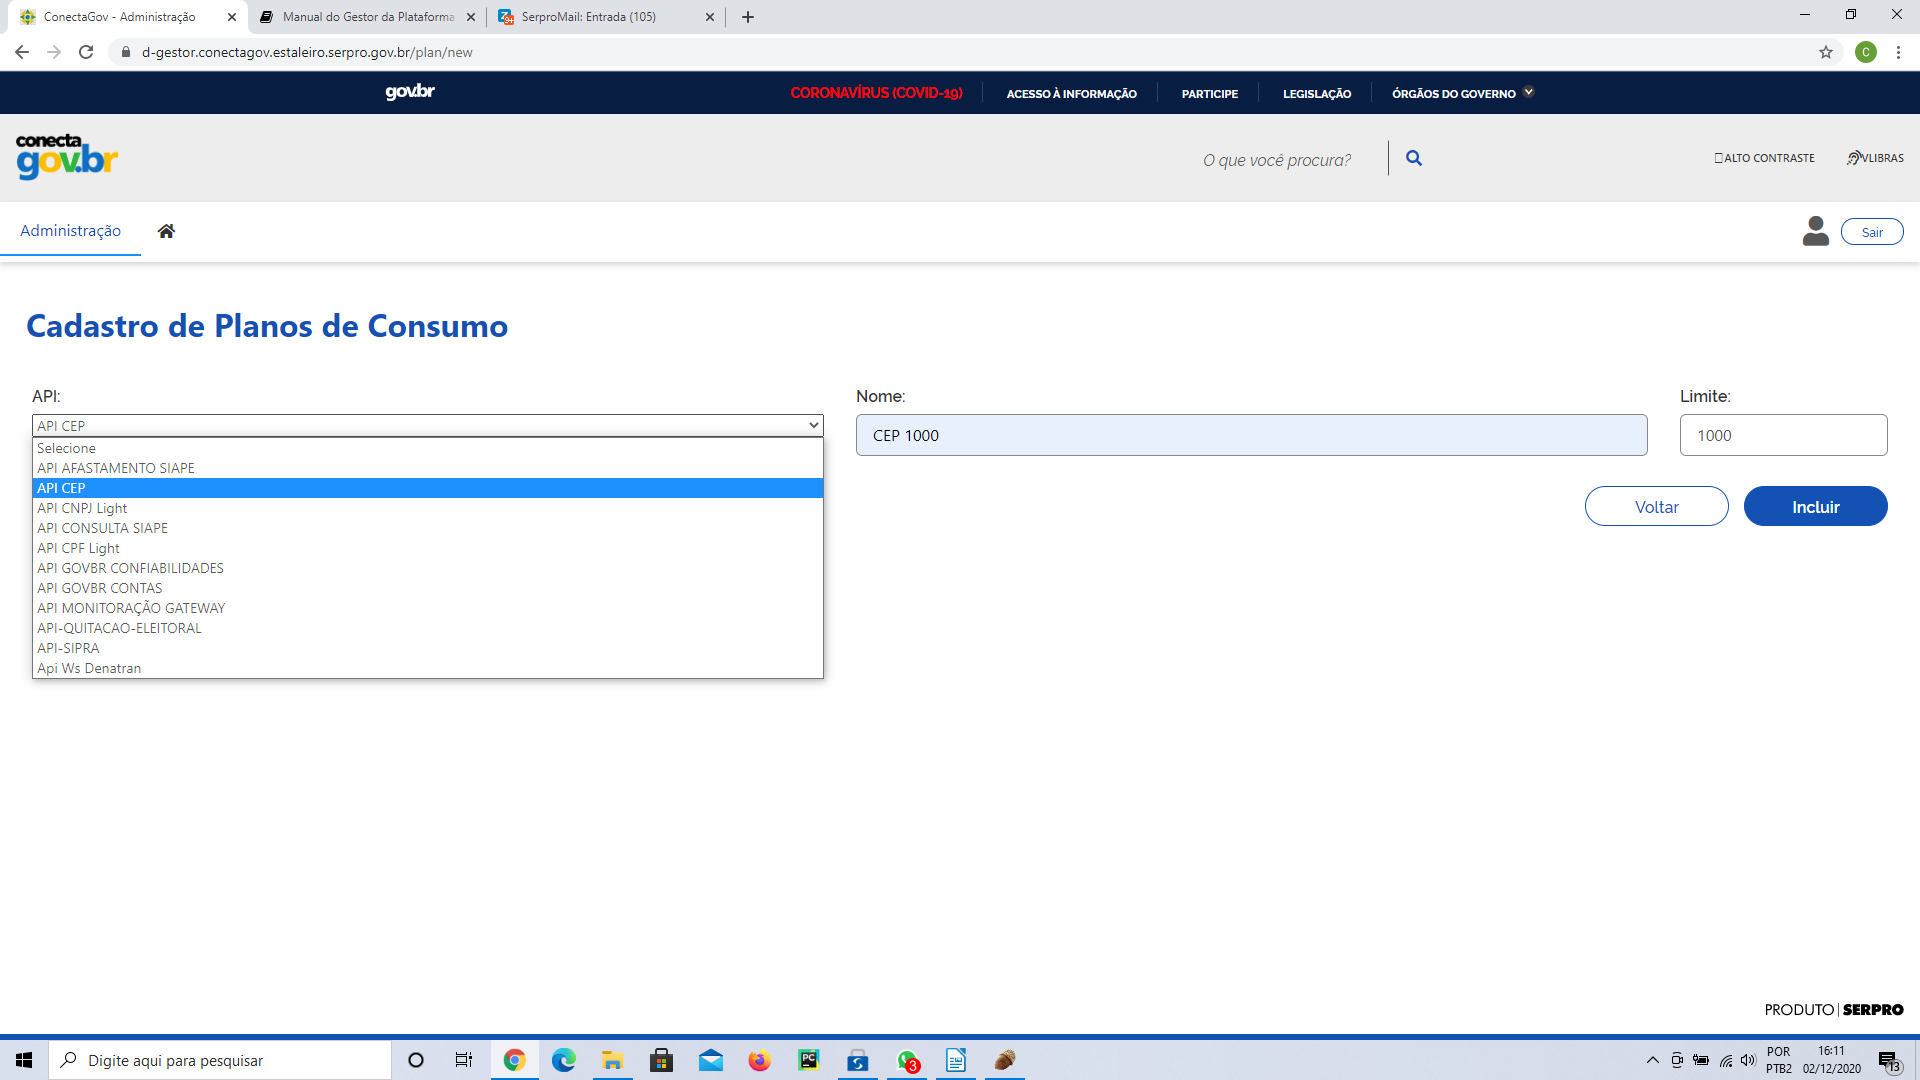 ConectaGov - Administração
Manual do Gestor da Plataforma
SerproMail: Entrada (105)
d-gestor.conectagov.estaleiro.serpro.gov.br/plan/new
C
gov.br
CORONAVÍRUS (COVID-19)
ACESSO À INFORMAÇÃO
PARTICIPE
LEGISLAÇÃO
ÓRGÃOS DO GOVERNO
conecta
gov.br
O que você procura?
ALTO CONTRASTE
VLIBRAS
Administração
Sair
Cadastro de Planos de Consumo
API:
Nome:
Limite:
API CEP
CEP 1000
1000
Selecione
API AFASTAMENTO SIAPE
API CEP
API CNPJ Light
API CONSULTA SIAPE
API CPF Light
API GOVBR CONFIABILIDADES
API GOVBR CONTAS
API MONITORAÇÃO GATEWAY
API-QUITACAO-ELEITORAL
API-SIPRA
Api Ws Denatran
Voltar
Incluir
PRODUTO SERPRO
Digite aqui para pesquisar
PC
3
POR
PTB2
16:11
02/12/2020
13